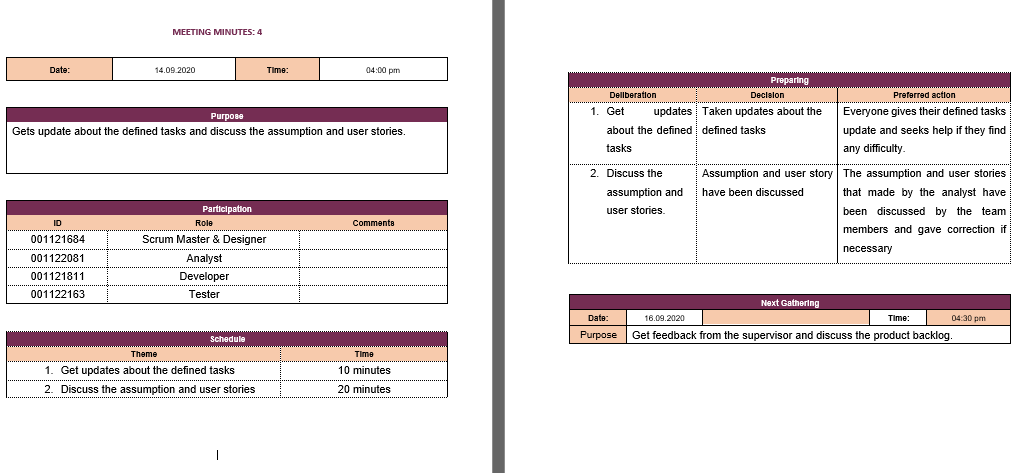 MEETING MINUTES: 4
Date: 14.09.2020 Time: 04:00 pm
Purpose
Gets update about the defined tasks and discuss the assumption and user stories.
Participation
ID Role Comments
001121684 Scrum Master & Designer
001122081 Analyst
001121811 Developer
001122163 Tester
Schedule
Theme Time
1. Get updates about the defined tasks 10 minutes
2. Discuss the assumption and user stories 20 minutes
Preparing
Deliberation Decision Preferred action
1. Get updates
about the defined
tasks
Taken updates about the
defined tasks
Everyone gives their defined tasks
update and seeks help if they find
any difficulty.
2. Discuss the
assumption and
user stories.
Assumption and user story
have been discussed
The assumption and user stories
that made by the analyst have
been discussed by the team
members and gave correction if
necessary
Next Gathering
Date: 16.09.2020 Time: 04:30 pm
Purpose Get feedback from the supervisor and discuss the product backlog.